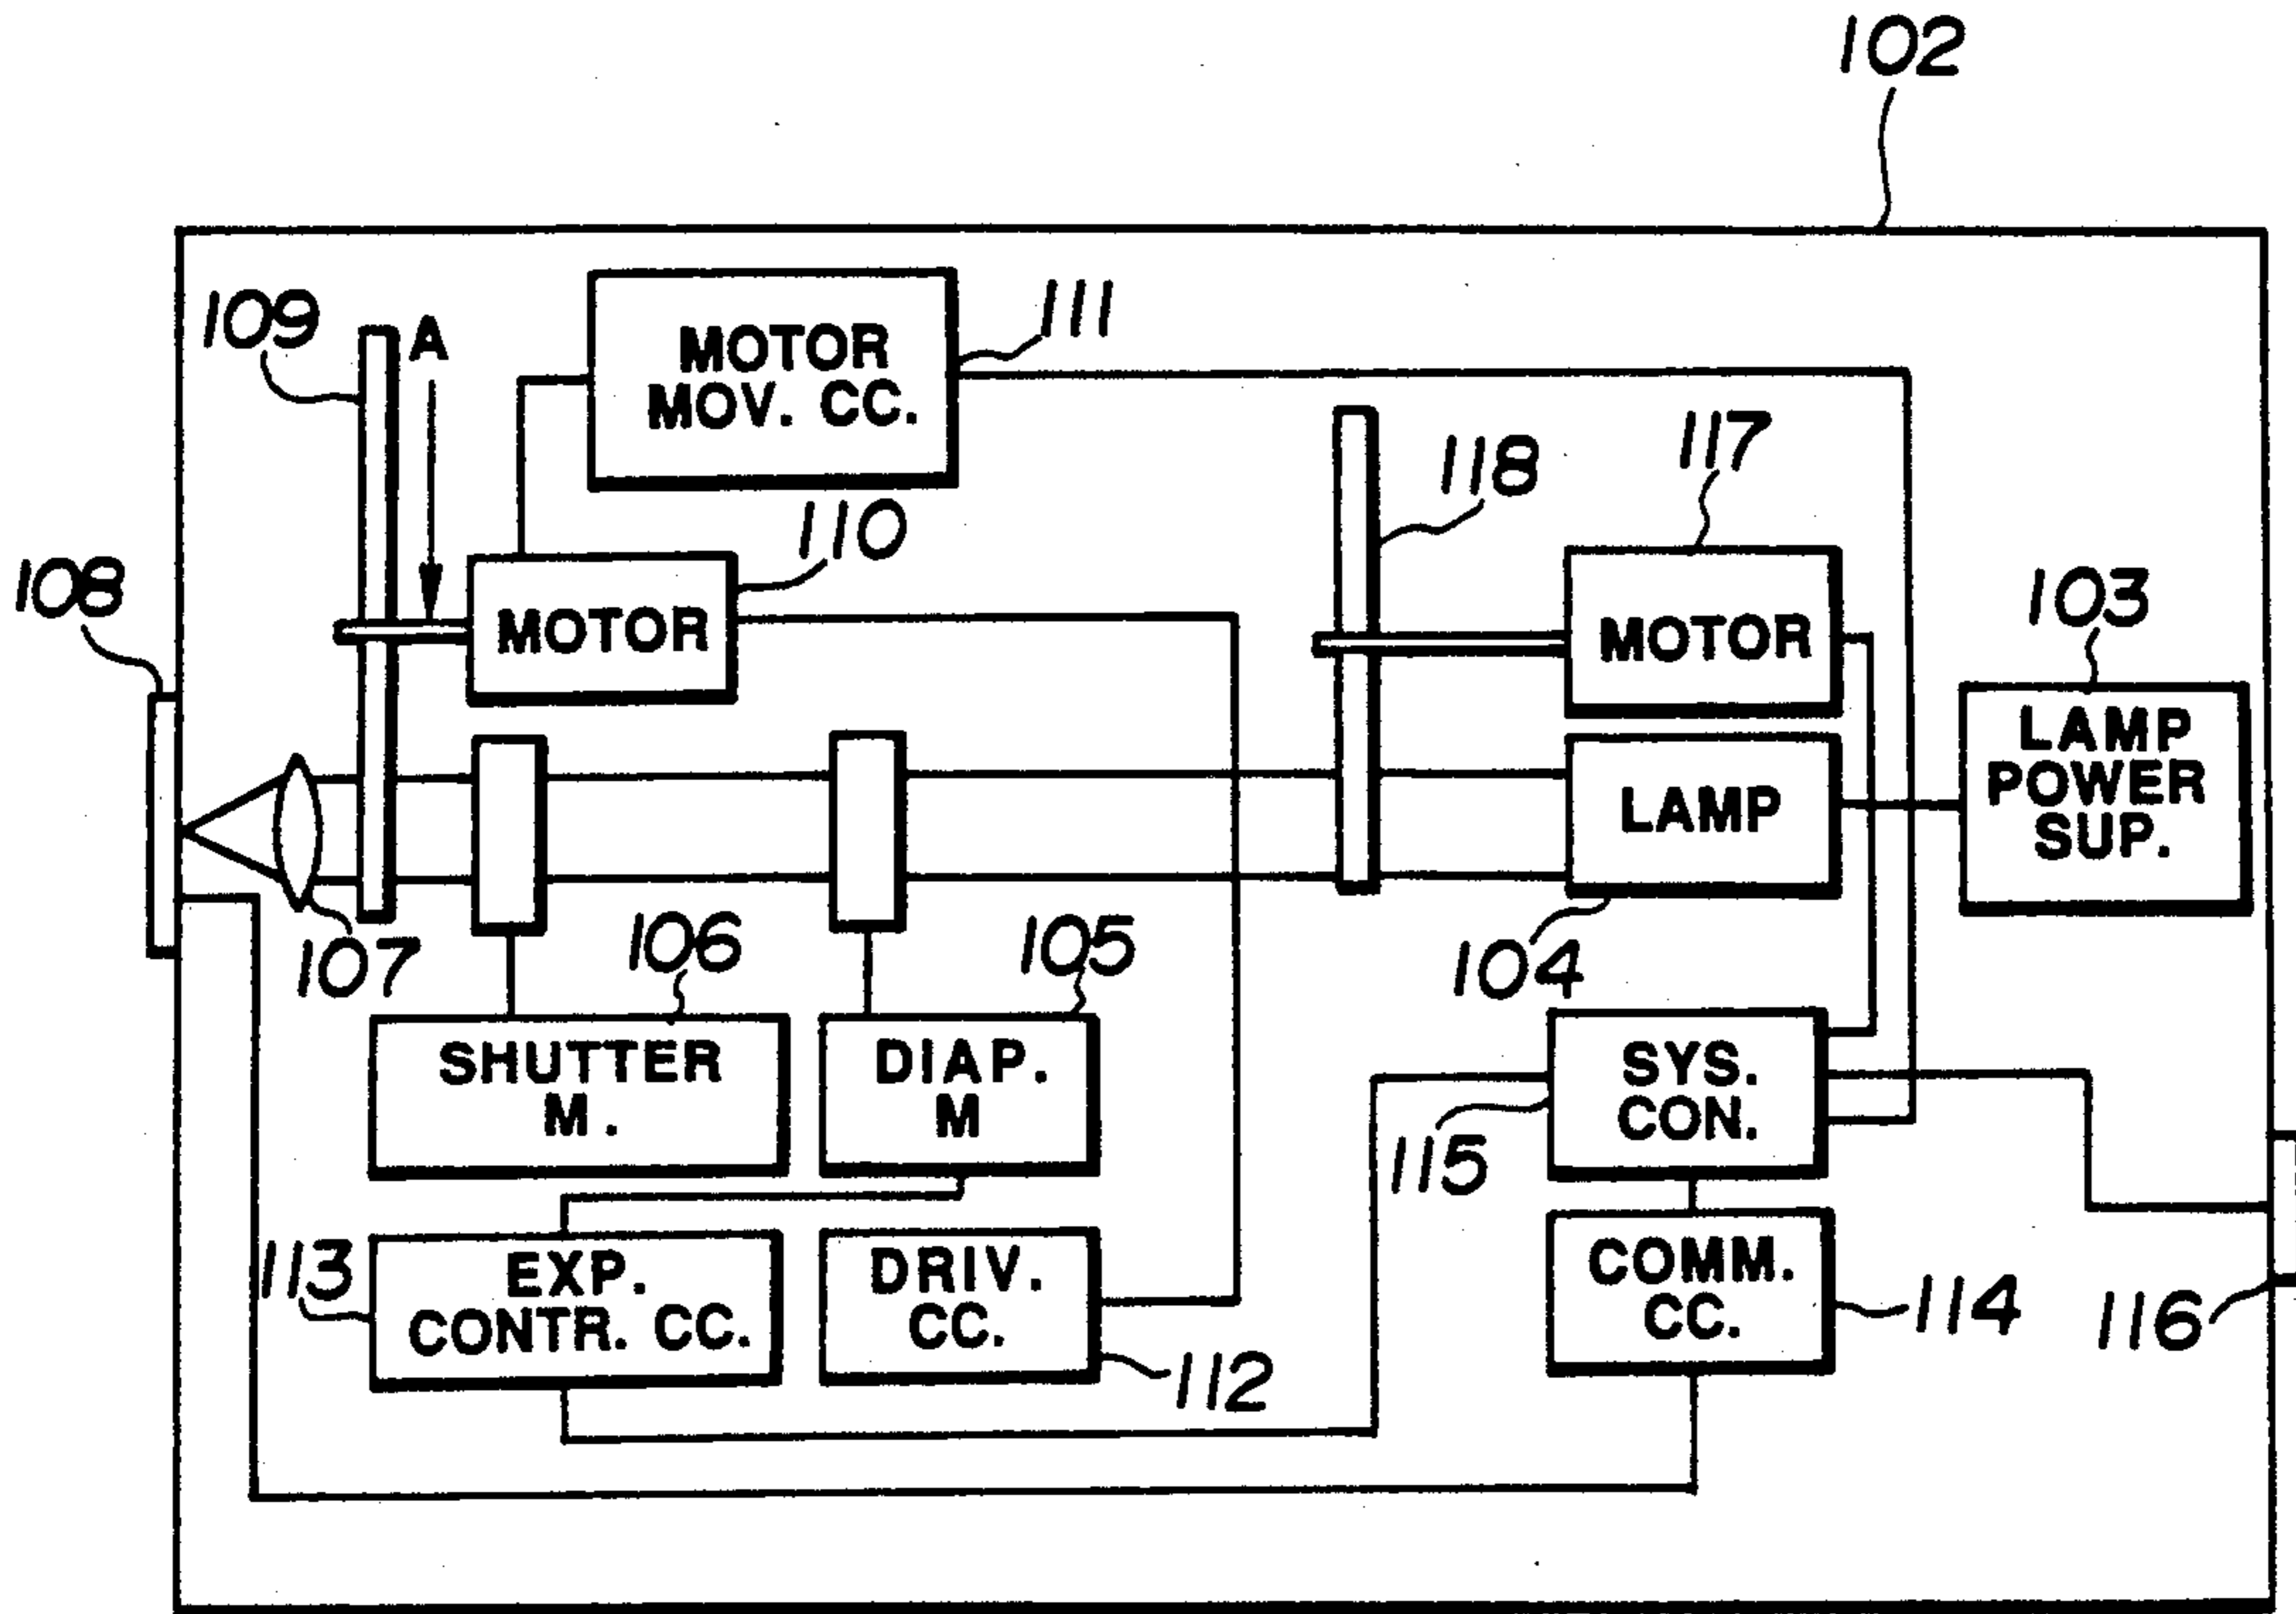 102
109
A
MOTOR
MOV. CC.
111
118
117
108
110
MOTOR
MOTOR
103
LAMP
POWER
SUP.
LAMP
107
106
105
104
SHUTTER
M.
DIAP.
M
SYS.
CON.
115
113
EXP.
CONTR. CC.
DRIV.
CC.
112
COMM.
CC.
114
116